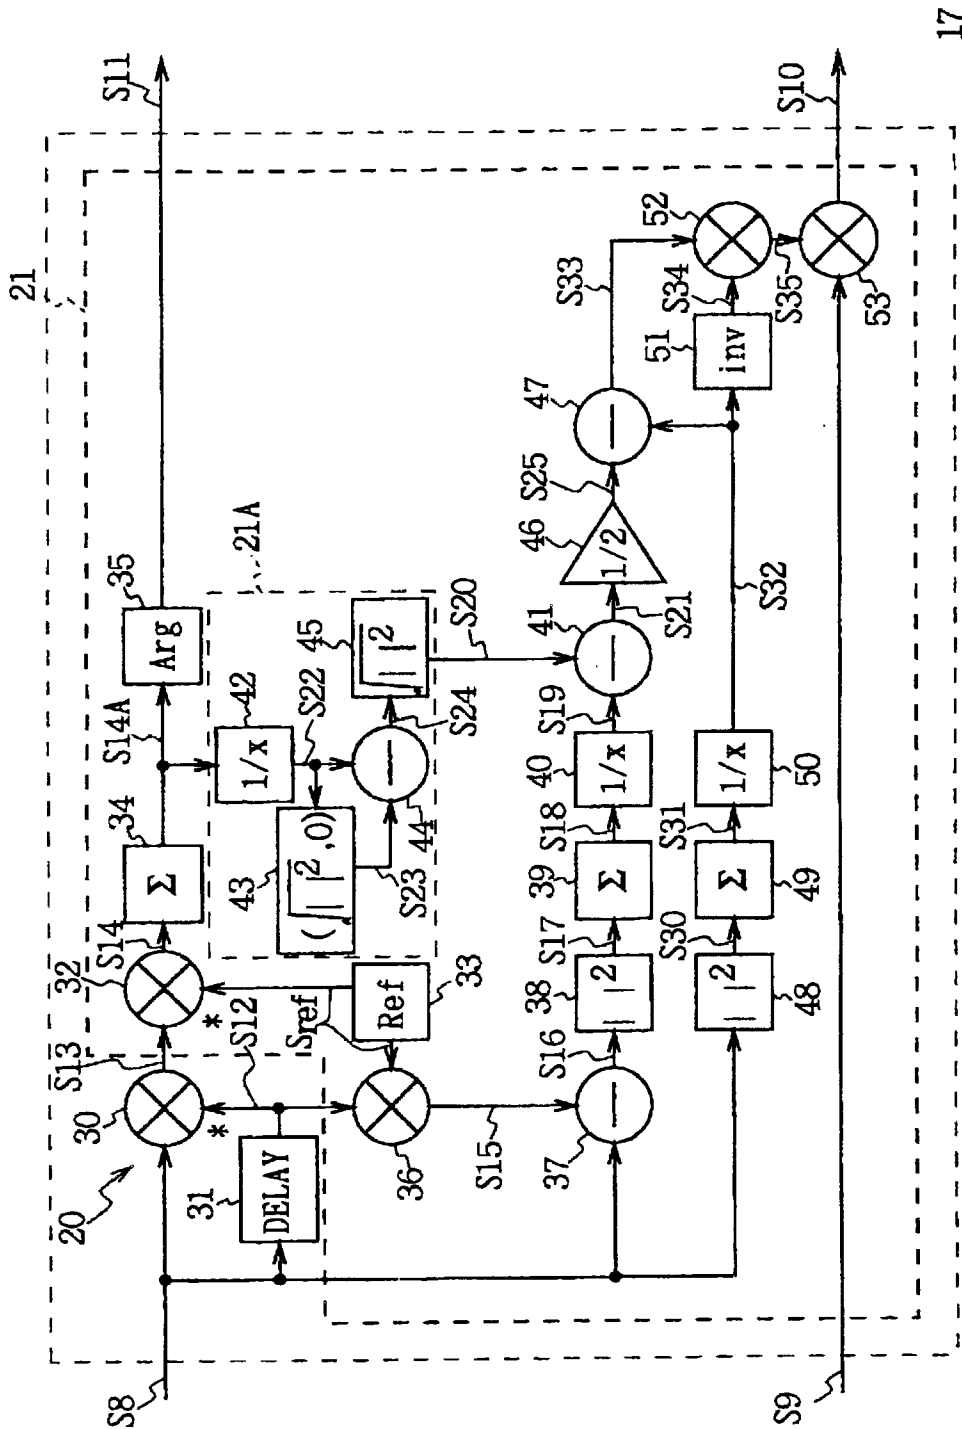 17
S8
20
30
*
S13
32
*
S14
34
Σ
S14A
35
Arg
S11
21
31
DELAY
S12
Sref
33
Ref
43
(√| |², 0)
S23
42
1/x
S22
44
S24
45
√| |²
21A
S20
36
S15
37
S16
38
| |²
S17
39
Σ
S18
40
1/x
S19
41
S21
46
1/2
S25
47
S33
48
| |²
S30
49
Σ
S31
50
1/x
S32
51
inv
S34
52
S35
53
S9
S10